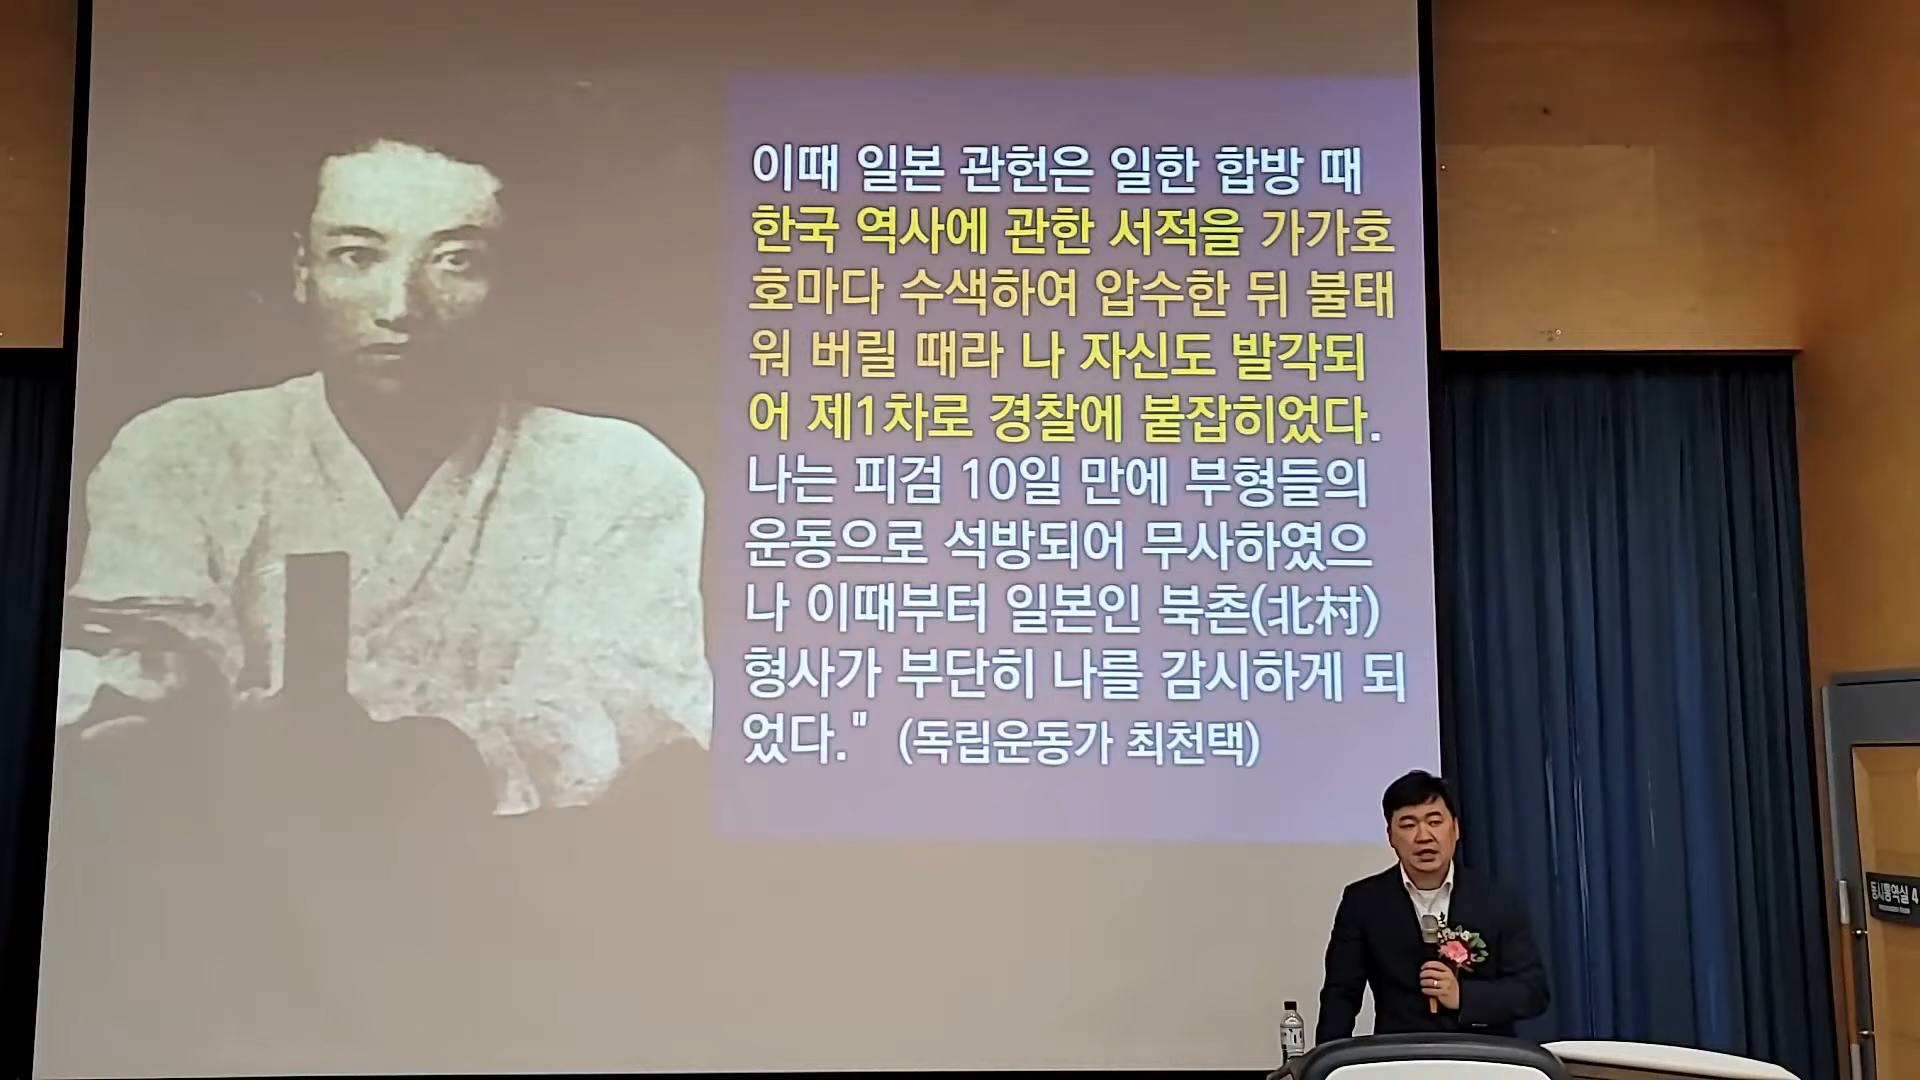 이때 일본 관헌은 일한 합방 때
한국 역사에 관한 서적을 가가호
호마다 수색하여 압수한 뒤 불태
워 버릴 때라 나 자신도 발각되
어 제1차로 경찰에 붙잡히었다.
나는 피검 10일 만에 부형들의
운동으로 석방되어 무사하였으
나 이때부터 일본인 북촌(北村)
형사가 부단히 나를 감시하게 되
었다." (독립운동가 최천택)
동시통역실 4